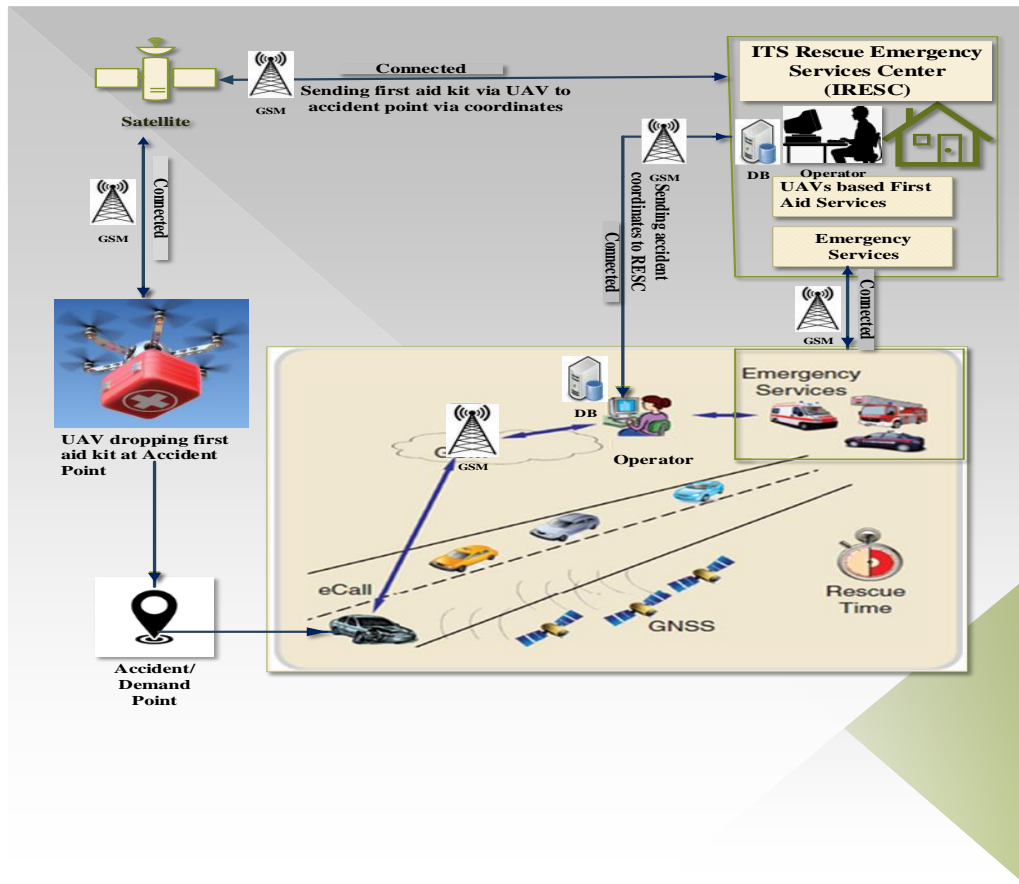 Connected
GSM
Sending first aid kit via UAV to
accident point via coordinates
Satellite
ITS Rescue Emergency
Services Center
(IRESC)
DB
Operator
UAVs based First
Aid Services
Emergency
Services
GSM
Sending accident
coordinates to RESC
Connected
GSM
Connected
GSM
Connected
UAV dropping first
aid kit at Accident
Point
Accident/
Demand
Point
DB
Operator
GSM
Emergency
Services
eCall
GNSS
Rescue
Time